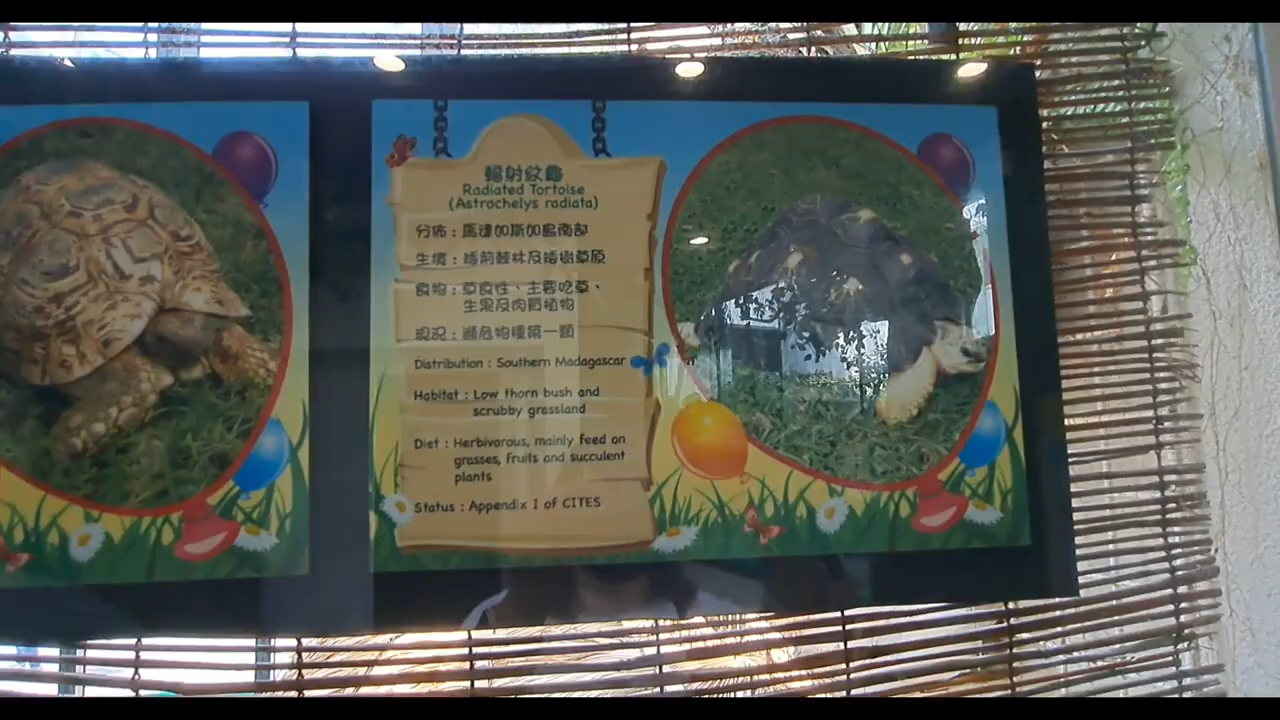 輻射紋龜
Radiated Tortoise
(Astrochelys radiata)
分佈：馬達加斯加島南部
生境：矮荊棘林及矮樹草原
食物：草食性、主要吃草、
生果及肉質植物
現況：瀕危物種第一類
Distribution : Southern Madagascar
Habitat : Low thorn bush and
scrubby grassland
Diet : Herbivorous, mainly feed on
grasses, fruits and succulent
plants
Status : Appendix I of CITES